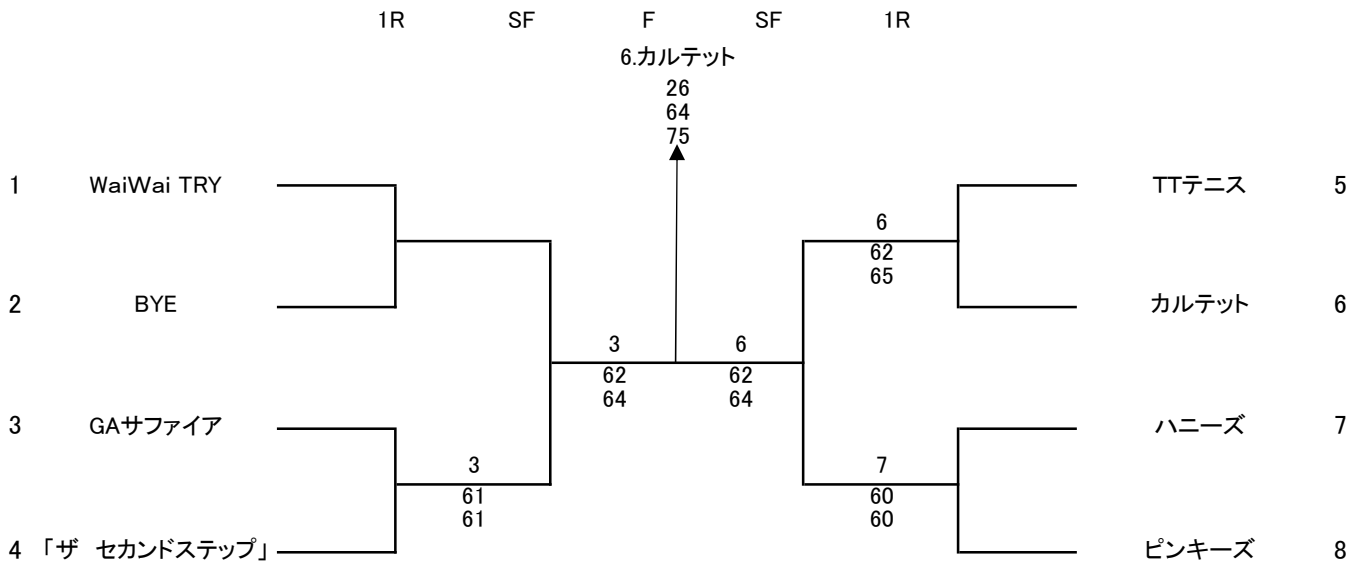 1R SF F SF 1R
6.カルテット
26
64
75
1 WaiWai TRY TTテニス 5
6
62
65
2 BYE カルテット 6
3 6
62 62
64 64
3 GAサファイア ハニーズ 7
3 7
61 60
61 60
4 「ザ　セカンドステップ」 ピンキーズ 8